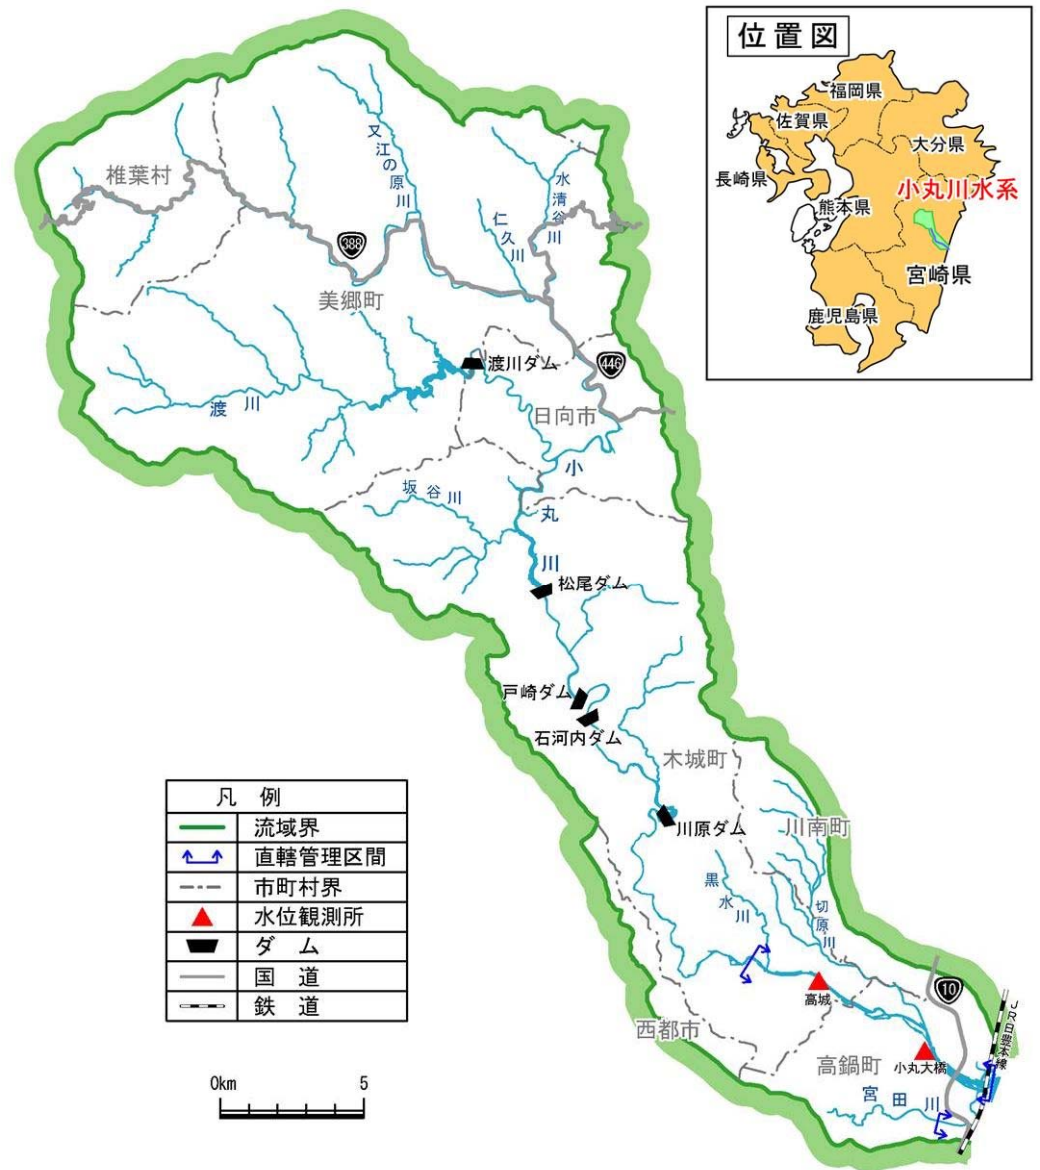 位置図
福岡県
佐賀県
大分県
長崎県
小丸川水系
熊本県
宮崎県
鹿児島県
椎葉村
又江の原川
水清谷川
仁久川
388
美郷町
446
渡川ダム
渡川
日向市
小丸川
坂谷川
松尾ダム
戸崎ダム
石河内ダム
木城町
川原ダム
川南町
黒水川
切原川
高城
10
JR日豊本線
西都市
高鍋町
小丸大橋
宮田川
凡 例
流域界
直轄管理区間
市町村界
水位観測所
ダ ム
国 道
鉄 道
0km 5